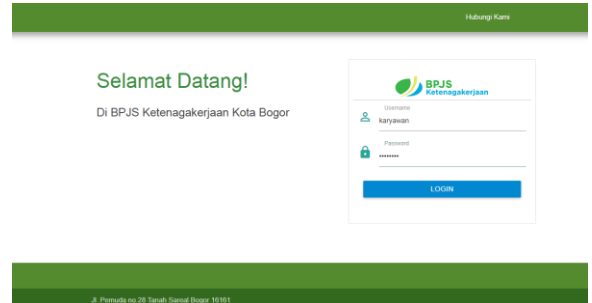 Hubungi Kami
Selamat Datang!
Di BPJS Ketenagakerjaan Kota Bogor
BPJS
Ketenagakerjaan
Username
karyawan
Password
••••••••
LOGIN
Jl. Pemuda no.28 Tanah Sareal Bogor 16161